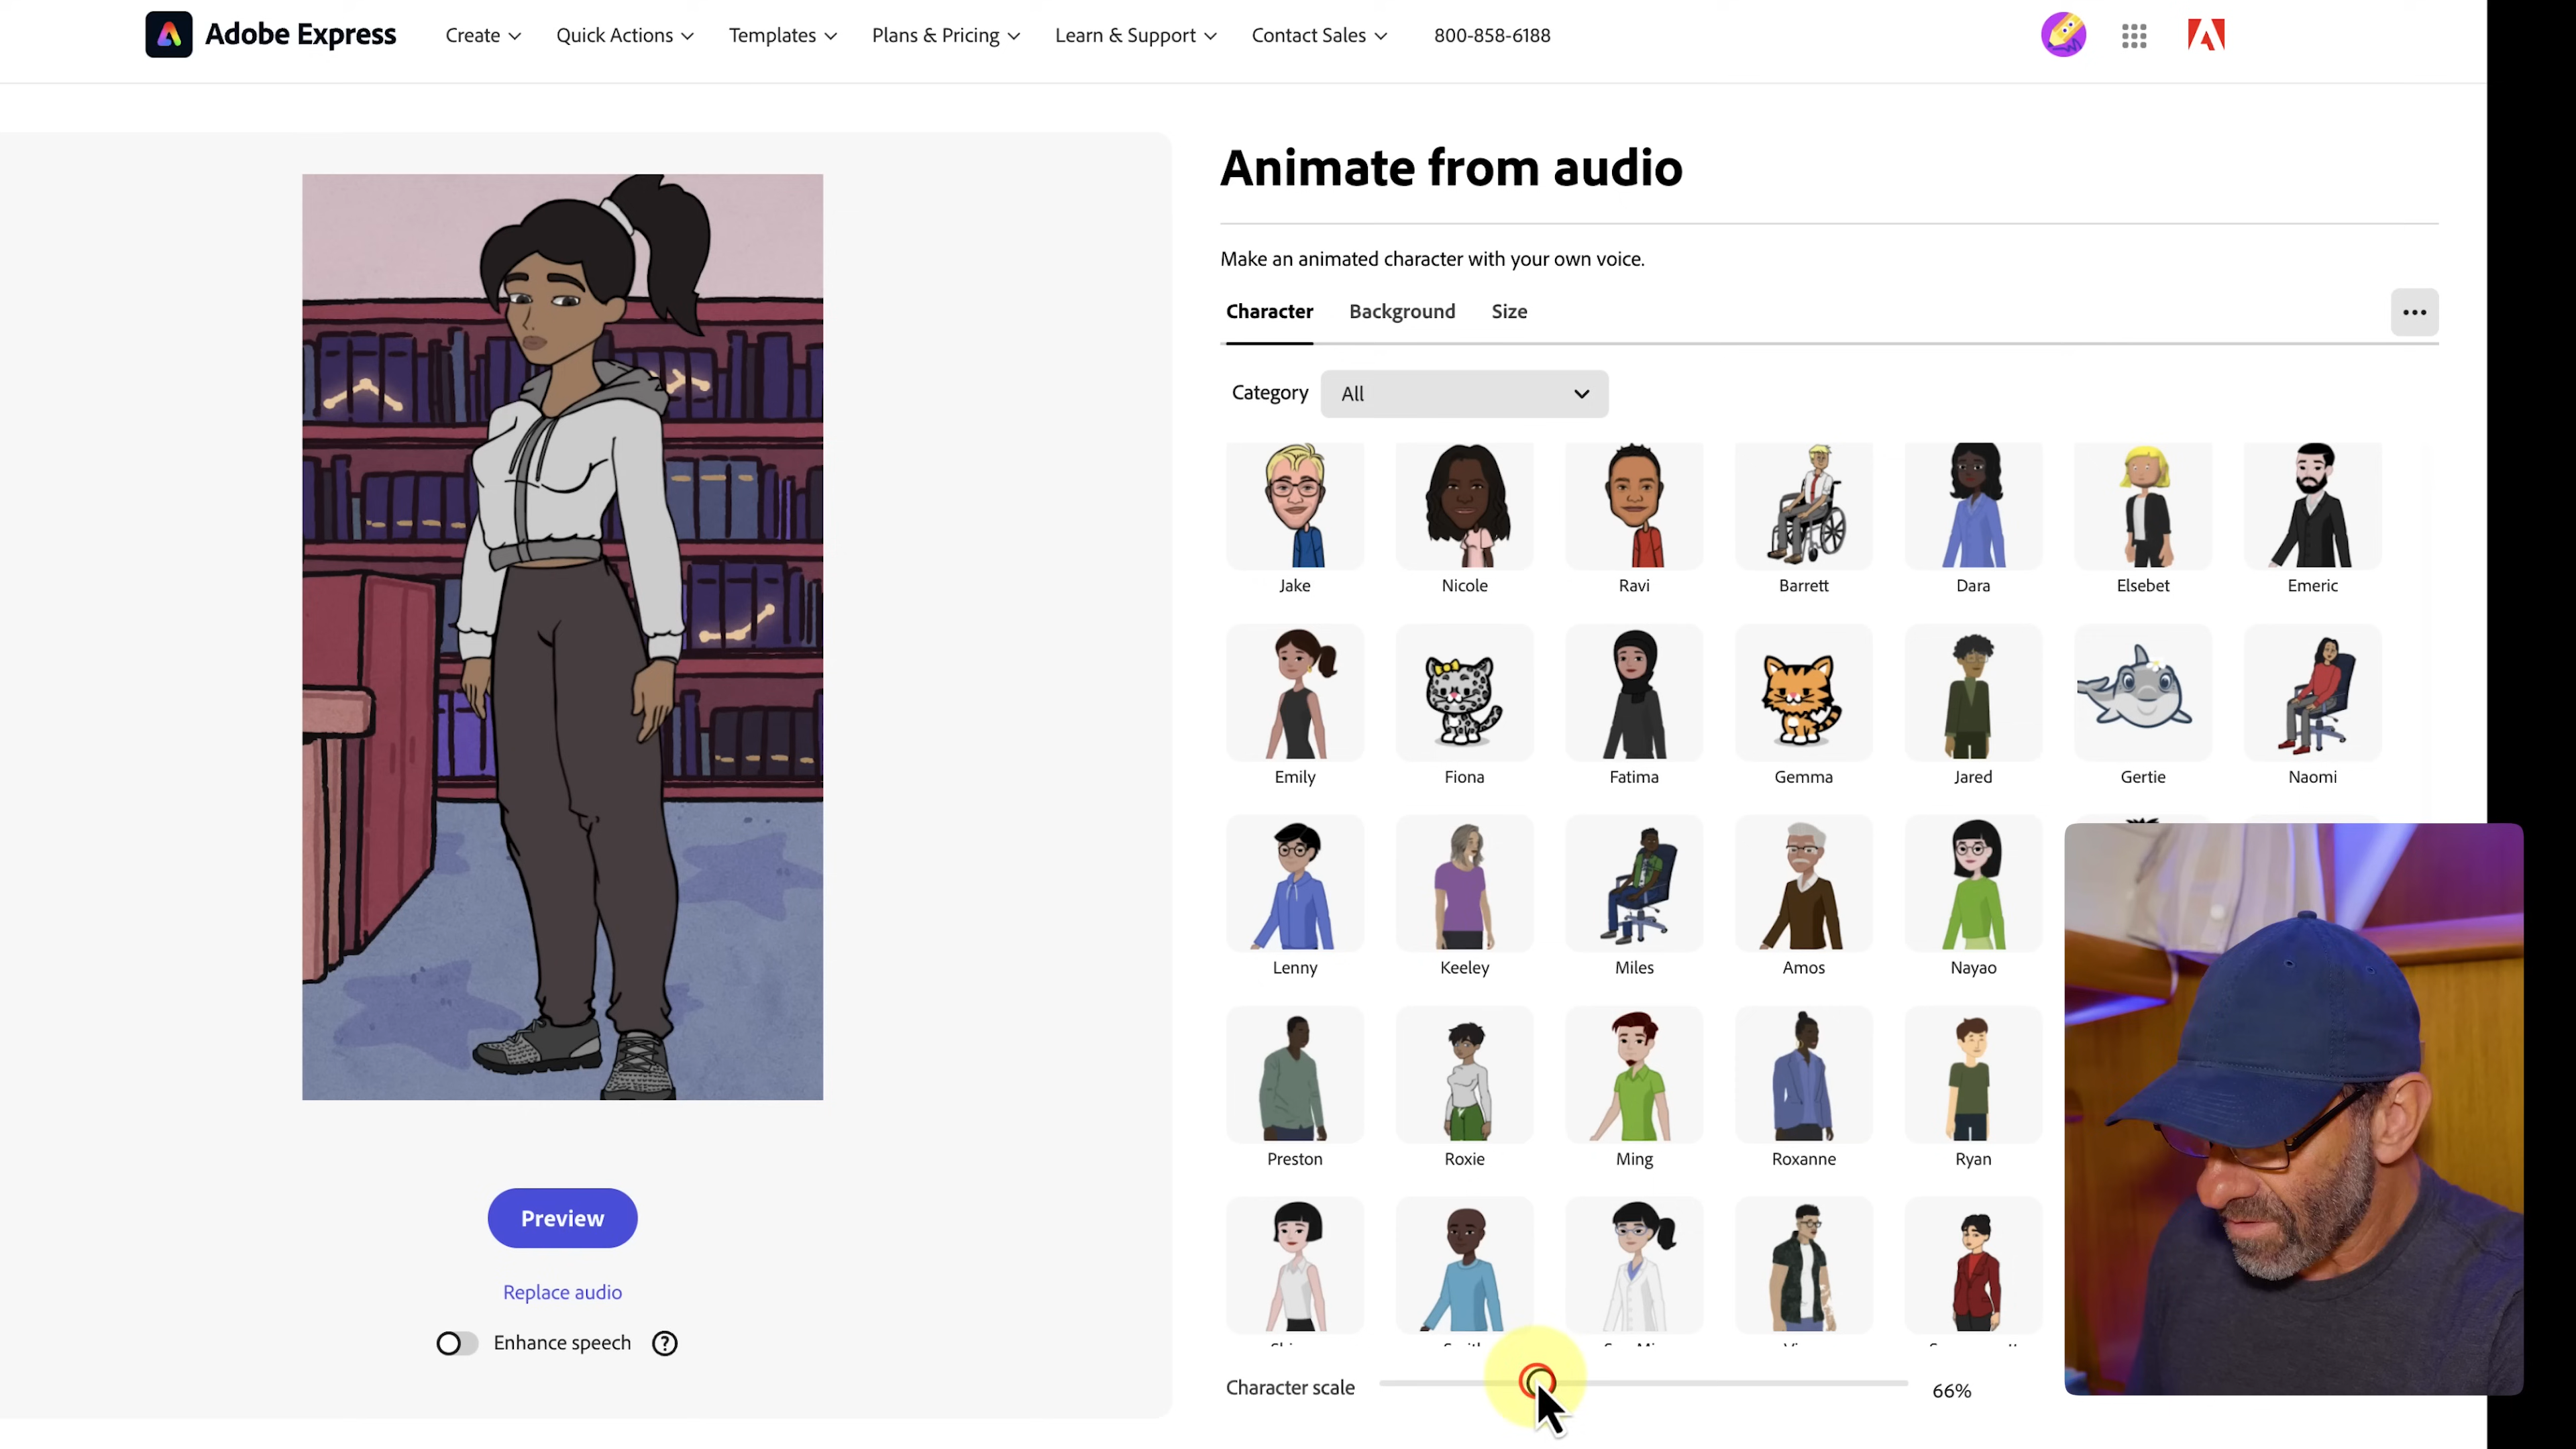 Adobe Express Create Quick Actions Templates Plans & Pricing Learn & Support Contact Sales 800-858-6188
Animate from audio
Make an animated character with your own voice.
Character Background Size
Category All
Jake Nicole Ravi Barrett Dara Elsebet Emeric
Emily Fiona Fatima Gemma Jared Gertie Naomi
Lenny Keeley Miles Amos Nayao
Preston Roxie Ming Roxanne Ryan
Character scale 66%
Preview
Replace audio
Enhance speech